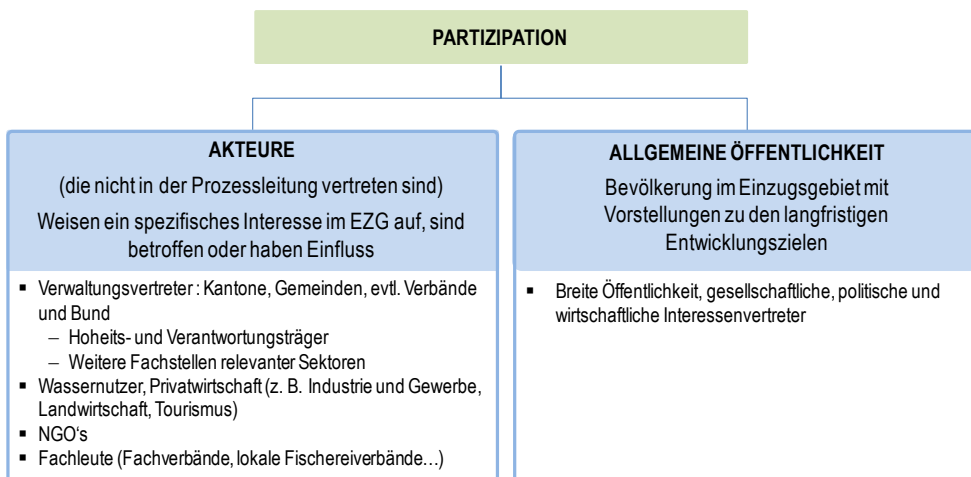 PARTIZIPATION
AKTEURE
(die nicht in der Prozessleitung vertreten sind)
Weisen ein spezifisches Interesse im EZG auf, sind
betroffen oder haben Einfluss
▪ Verwaltungsvertreter : Kantone, Gemeinden, evtl. Verbände
und Bund
– Hoheits- und Verantwortungsträger
– Weitere Fachstellen relevanter Sektoren
▪ Wassernutzer, Privatwirtschaft (z. B. Industrie und Gewerbe,
Landwirtschaft, Tourismus)
▪ NGO‘s
▪ Fachleute (Fachverbände, lokale Fischereiverbände…)
ALLGEMEINE ÖFFENTLICHKEIT
Bevölkerung im Einzugsgebiet mit
Vorstellungen zu den langfristigen
Entwicklungszielen
▪ Breite Öffentlichkeit, gesellschaftliche, politische und
wirtschaftliche Interessenvertreter